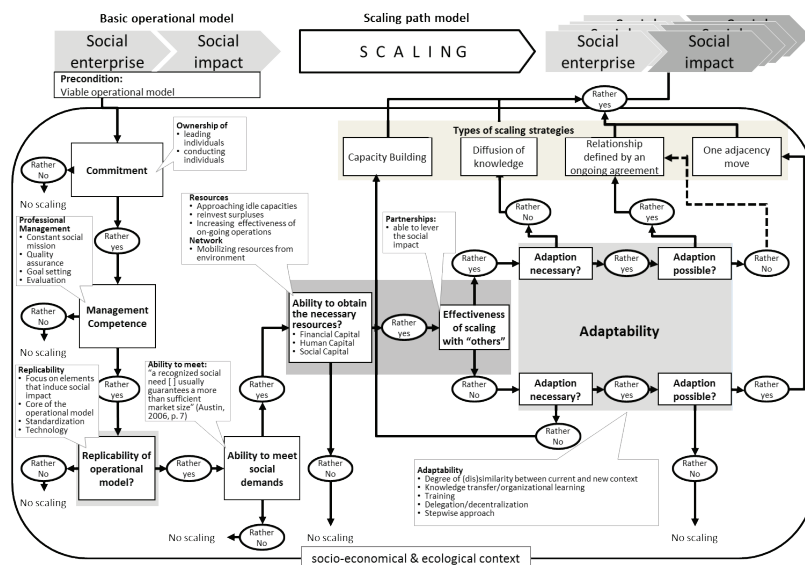 Basic operational model
Scaling path model
Social
enterprise
Social
impact
SCALING
Social
enterprise
Social
impact
Precondition:
Viable operational model
Rather
yes
Types of scaling strategies
Ownership of
• leading
individuals
• conducting
individuals
Commitment
Rather
No
No scaling
Capacity Building
Diffusion of
knowledge
Relationship
defined by an
ongoing agreement
One adjacency
move
Professional
Management
• Constant social
mission
• Quality
assurance
• Goal setting
• Evaluation
Rather
yes
Resources
• Approaching idle capacities
• reinvest surpluses
• Increasing effectiveness of
on-going operations
Network
• Mobilizing resources from
environment
Partnerships:
• able to lever
the social
impact
Rather
No
Rather
yes
Rather
yes
Adaption
necessary?
Rather
yes
Adaption
possible?
Rather
No
Management
Competence
Rather
No
No scaling
Ability to obtain
the necessary
resources?
• Financial Capital
• Human Capital
• Social Capital
Rather
yes
Effectiveness
of scaling
with “others”
Adaptability
Replicability
• Focus on elements
that induce social
impact
• Core of the
operational model
• Standardization
• Technology
Rather
yes
Ability to meet:
“a recognized social
need [ ] usually
guarantees a more
than sufficient
market size” (Austin,
2006, p. 7)
Rather
yes
Rather
No
Adaption
necessary?
Rather
yes
Adaption
possible?
Rather
yes
Rather
No
Replicability of
operational
model?
Rather
No
No scaling
Rather
yes
Ability to meet
social
demands
Rather
No
No scaling
Rather
No
No scaling
Adaptability
• Degree of (dis)similarity between current and new context
• Knowledge transfer/organizational learning
• Training
• Delegation/decentralization
• Stepwise approach
Rather
No
No scaling
socio-economical & ecological context